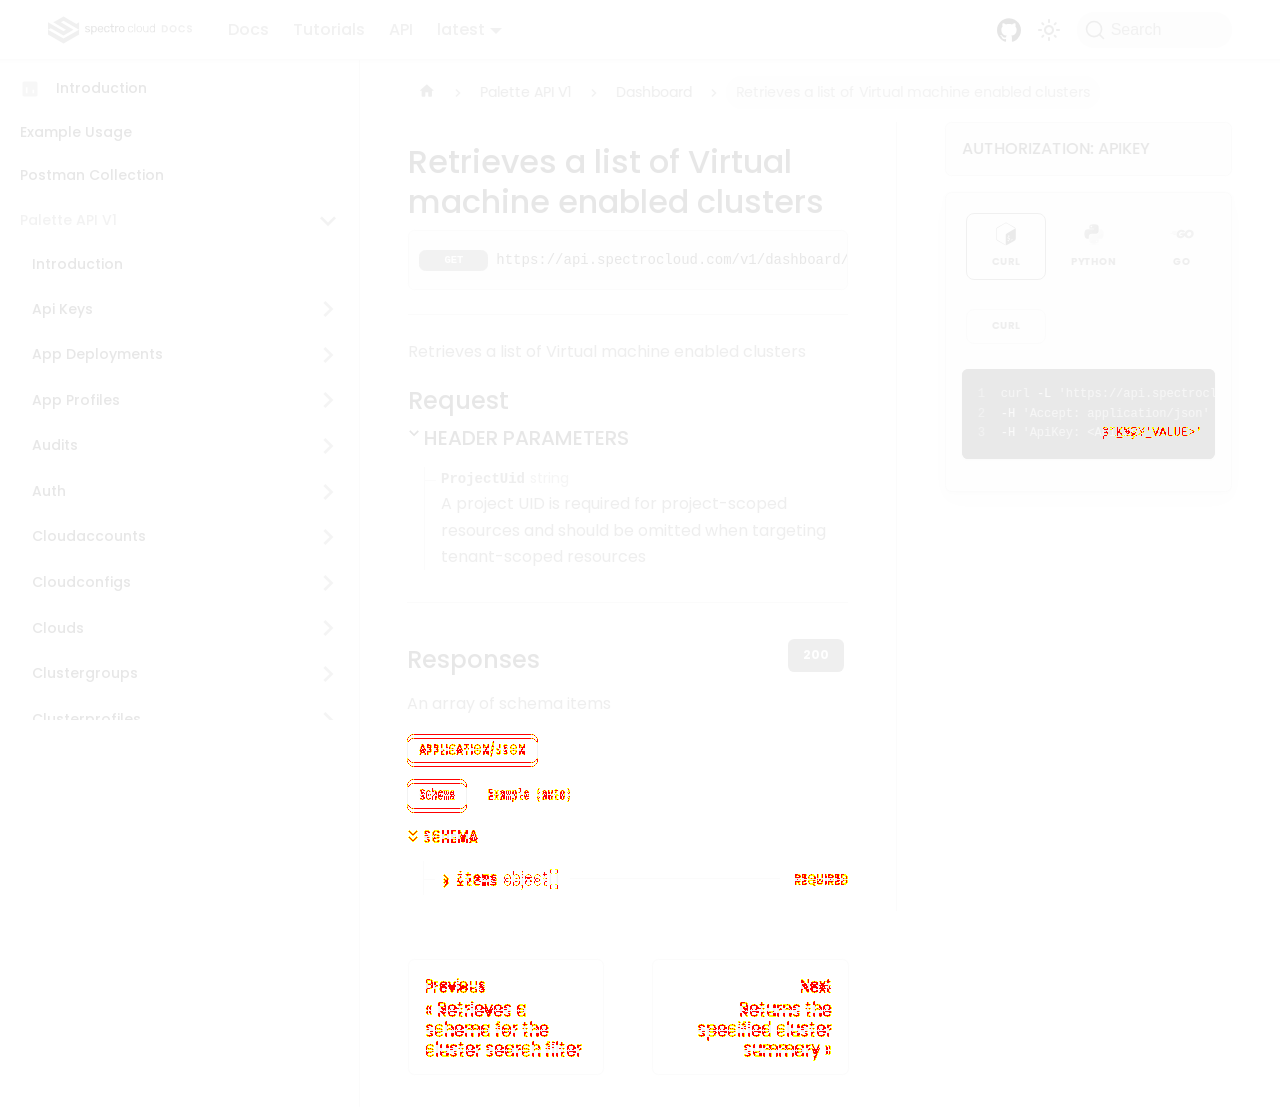 spectro cloud DOCS
Docs
Tutorials
API
latest
Search
Introduction
Example Usage
Postman Collection
Palette API V1
Introduction
Api Keys
App Deployments
App Profiles
Audits
Auth
Cloudaccounts
Cloudconfigs
Clouds
Clustergroups
Clusterprofiles
Palette API V1
Dashboard
Retrieves a list of Virtual machine enabled clusters
Retrieves a list of Virtual
machine enabled clusters
GET https://api.spectrocloud.com/v1/dashboard/
Retrieves a list of Virtual machine enabled clusters
Request
HEADER PARAMETERS
ProjectUid string
A project UID is required for project-scoped
resources and should be omitted when targeting
tenant-scoped resources
Responses
200
An array of schema items
APPLICATION/JSON
Schema
Example (auto)
SCHEMA
items object[]
REQUIRED
Previous
« Retrieves a
schema for the
cluster search filter
Next
Returns the
specified cluster
summary »
AUTHORIZATION: APIKEY
CURL
PYTHON
GO
GO
CURL
1 curl -L 'https://api.spectrocl
2 -H 'Accept: application/json'
3 -H 'ApiKey: VALUE>'